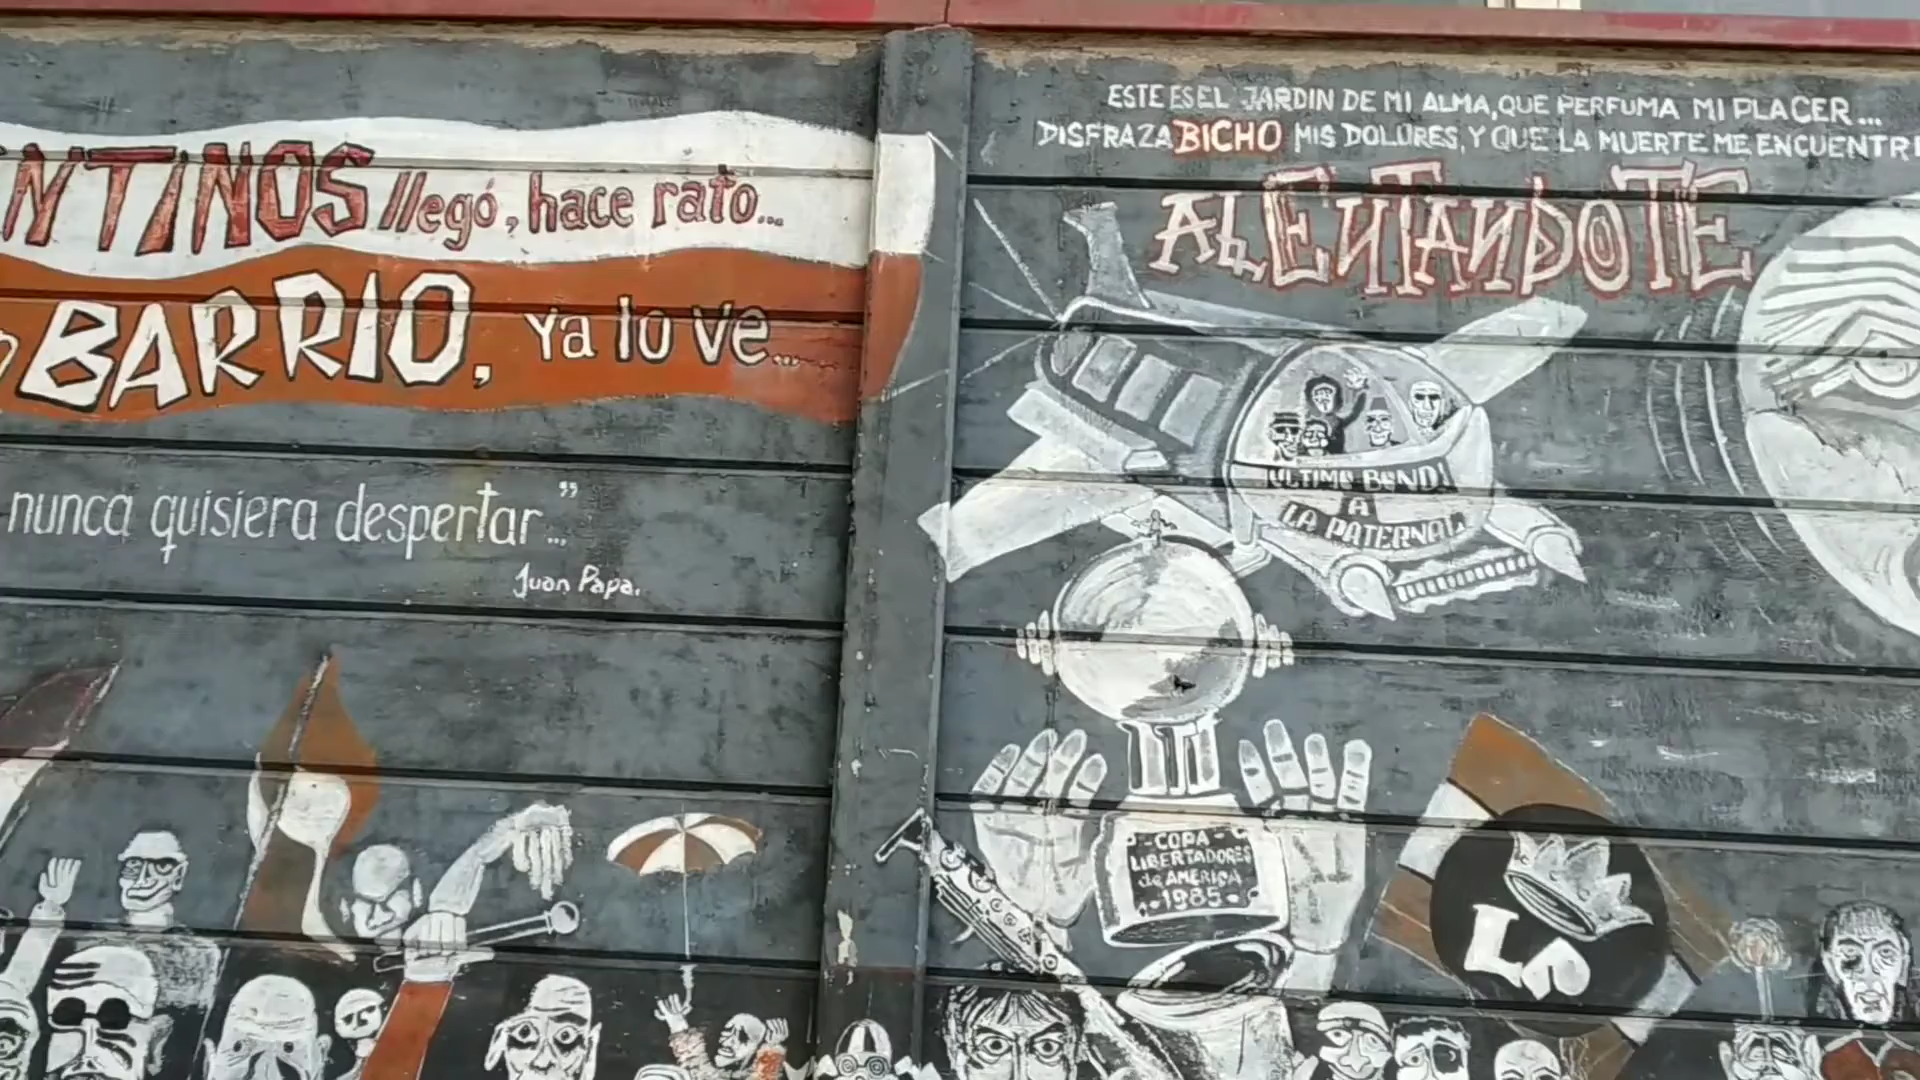 NTINOS llegó, hace rato...
BARRIO, ya lo ve...
nunca quisiera despertar..."
Juan Papa.
ESTE ES EL JARDIN DE MI ALMA, QUE PERFUMA MI PLACER...
DISFRAZA BICHO MIS DOLORES, Y QUE LA MUERTE ME ENCUENTRE
ALENTANDOTE
ULTIMO BONDI
A
LA PATERNAL
COPA
LIBERTADORES
de AMERICA
1985
LP